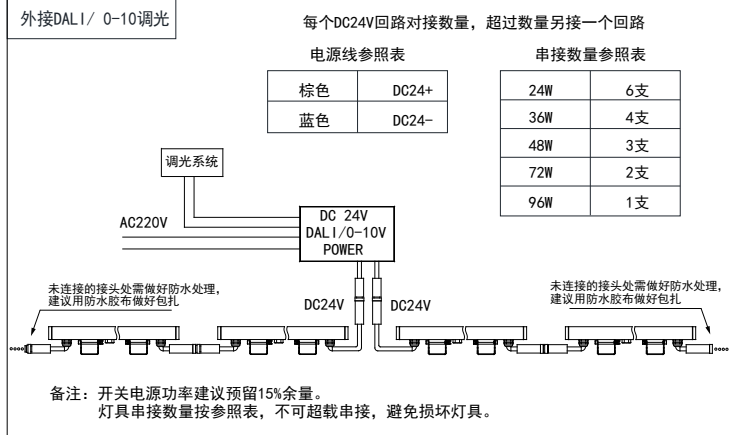 外接DALI/ 0-10调光
每个DC24V回路对接数量，超过数量另接一个回路
电源线参照表
棕色 DC24+
蓝色 DC24-
串接数量参照表
24W 6支
36W 4支
48W 3支
72W 2支
96W 1支
调光系统
AC220V
DC 24V
DALI/0-10V
POWER
未连接的接头处需做好防水处理，
建议用防水胶布做好包扎
DC24V
DC24V
未连接的接头处需做好防水处理，
建议用防水胶布做好包扎
备注：开关电源功率建议预留15%余量。
灯具串接数量按参照表，不可超载串接，避免损坏灯具。